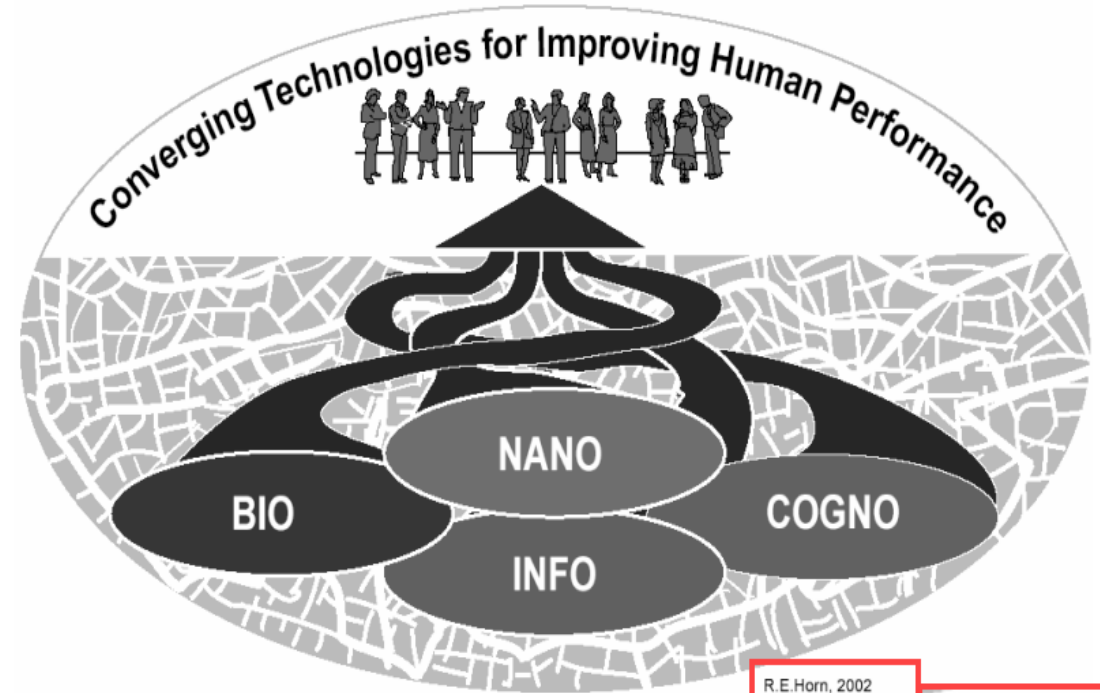 Converging Technologies for Improving Human Performance
NANO
BIO
COGNO
INFO
R.E.Horn, 2002